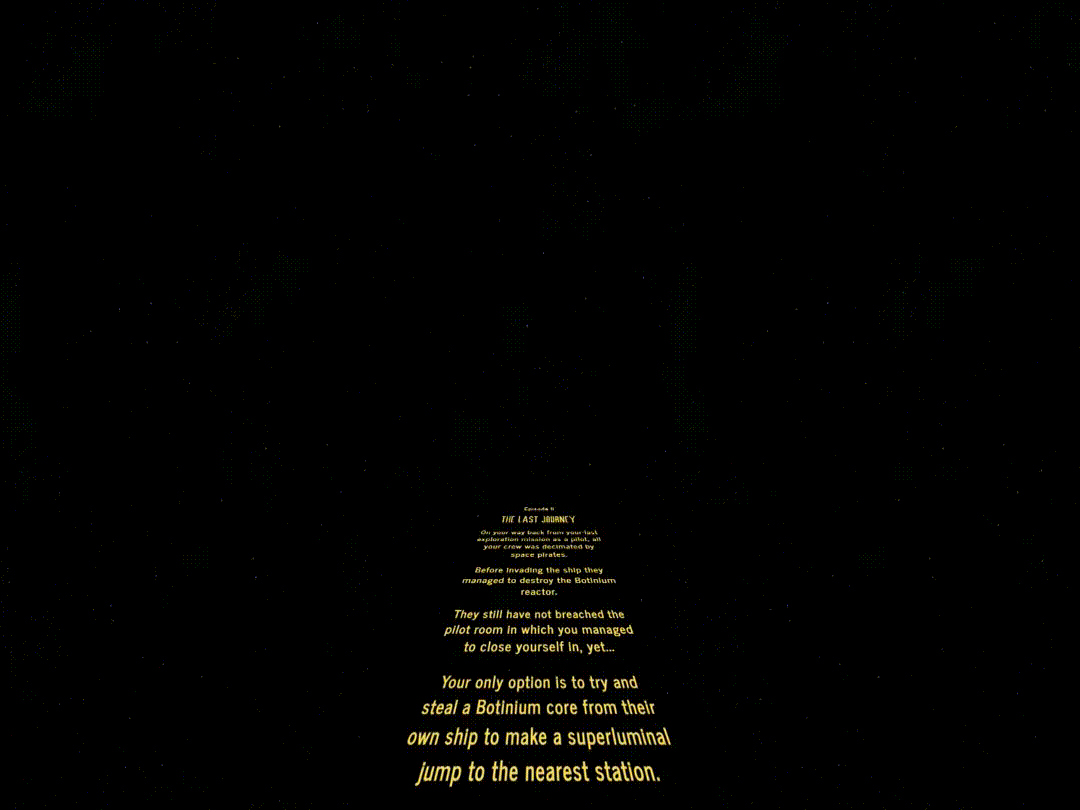 Episode II
THE LAST JOURNEY
On your way back from your last
exploration mission as a pilot, all
your crew was decimated by
space pirates.
Before invading the ship they
managed to destroy the Botinium
reactor.
They still have not breached the
pilot room in which you managed
to close yourself in, yet...
Your only option is to try and
steal a Botinium core from their
own ship to make a superluminal
jump to the nearest station.